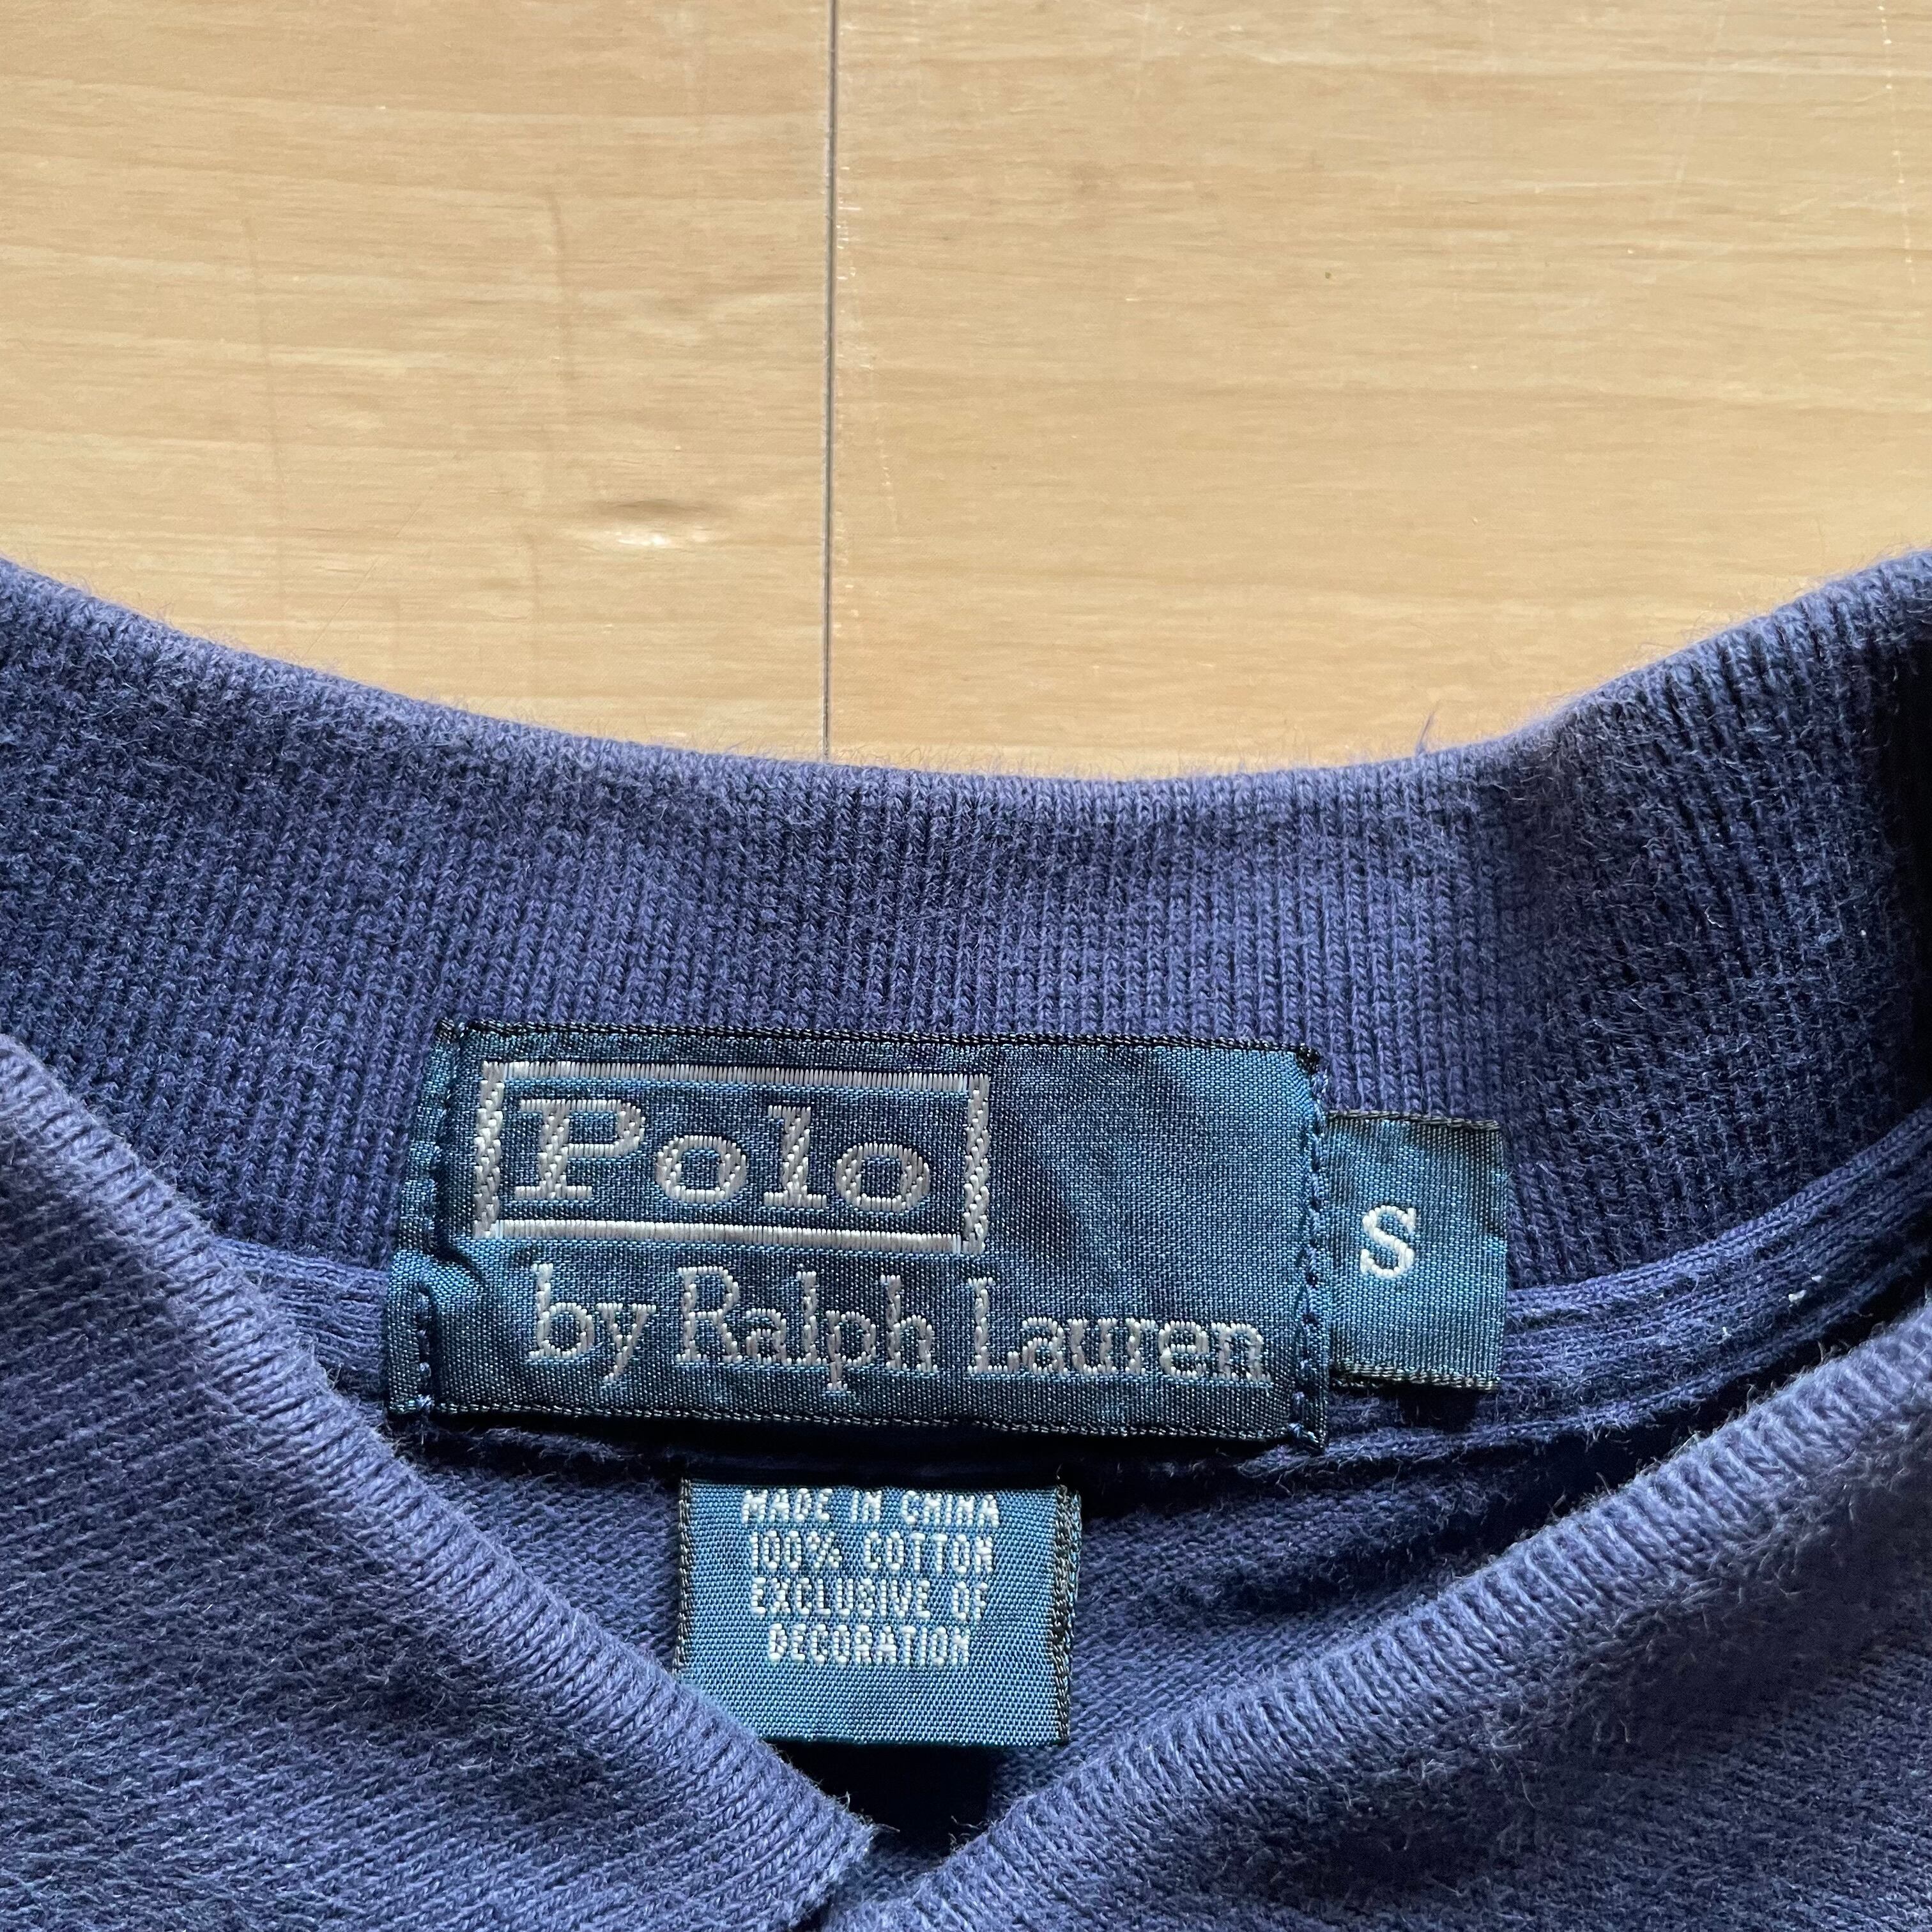 Polo
by Ralph Lauren
S
MADE IN CHINA
100% COTTON
EXCLUSIVE OF
DECORATION